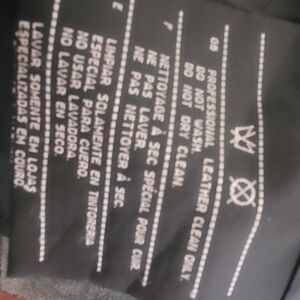 GB
PROFESSIONAL LEATHER CLEAN ONLY.
DO NOT WASH.
DO NOT DRY CLEAN.
F
NETTOYAGE À SEC SPÉCIAL POUR CUIR.
NE PAS LAVER.
NE PAS NETTOYER À SEC.
E
LIMPIAR SOLAMENTE EN TINTORERIA
ESPECIAL PARA CUERO.
NO USAR LAVADORA.
NO LAVAR EN SECO.
LAVAR SOMENTE EN LOJAS
ESPECIALIZADAS EM COURO.